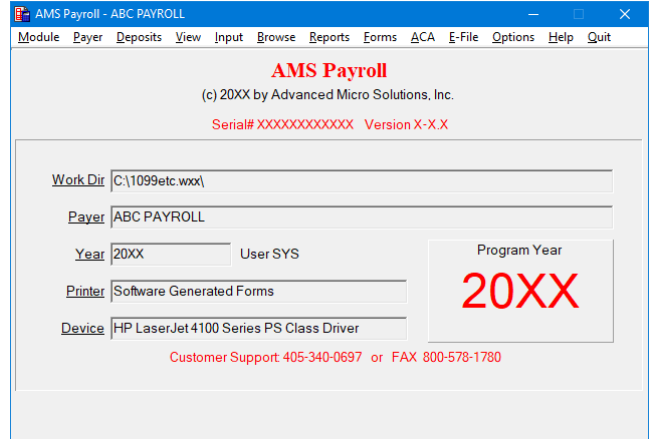 AMS Payroll - ABC PAYROLL
Module Payer Deposits View Input Browse Reports Forms ACA E-File Options Help Quit
AMS Payroll
(c) 20XX by Advanced Micro Solutions, Inc.
Serial# XXXXXXXXXXXX Version X-X.X
Work Dir C:\1099etc.wxx\
Payer ABC PAYROLL
Year 20XX User SYS Program Year
Printer Software Generated Forms 20XX
Device HP LaserJet 4100 Series PS Class Driver
Customer Support 405-340-0697 or FAX 800-578-1780